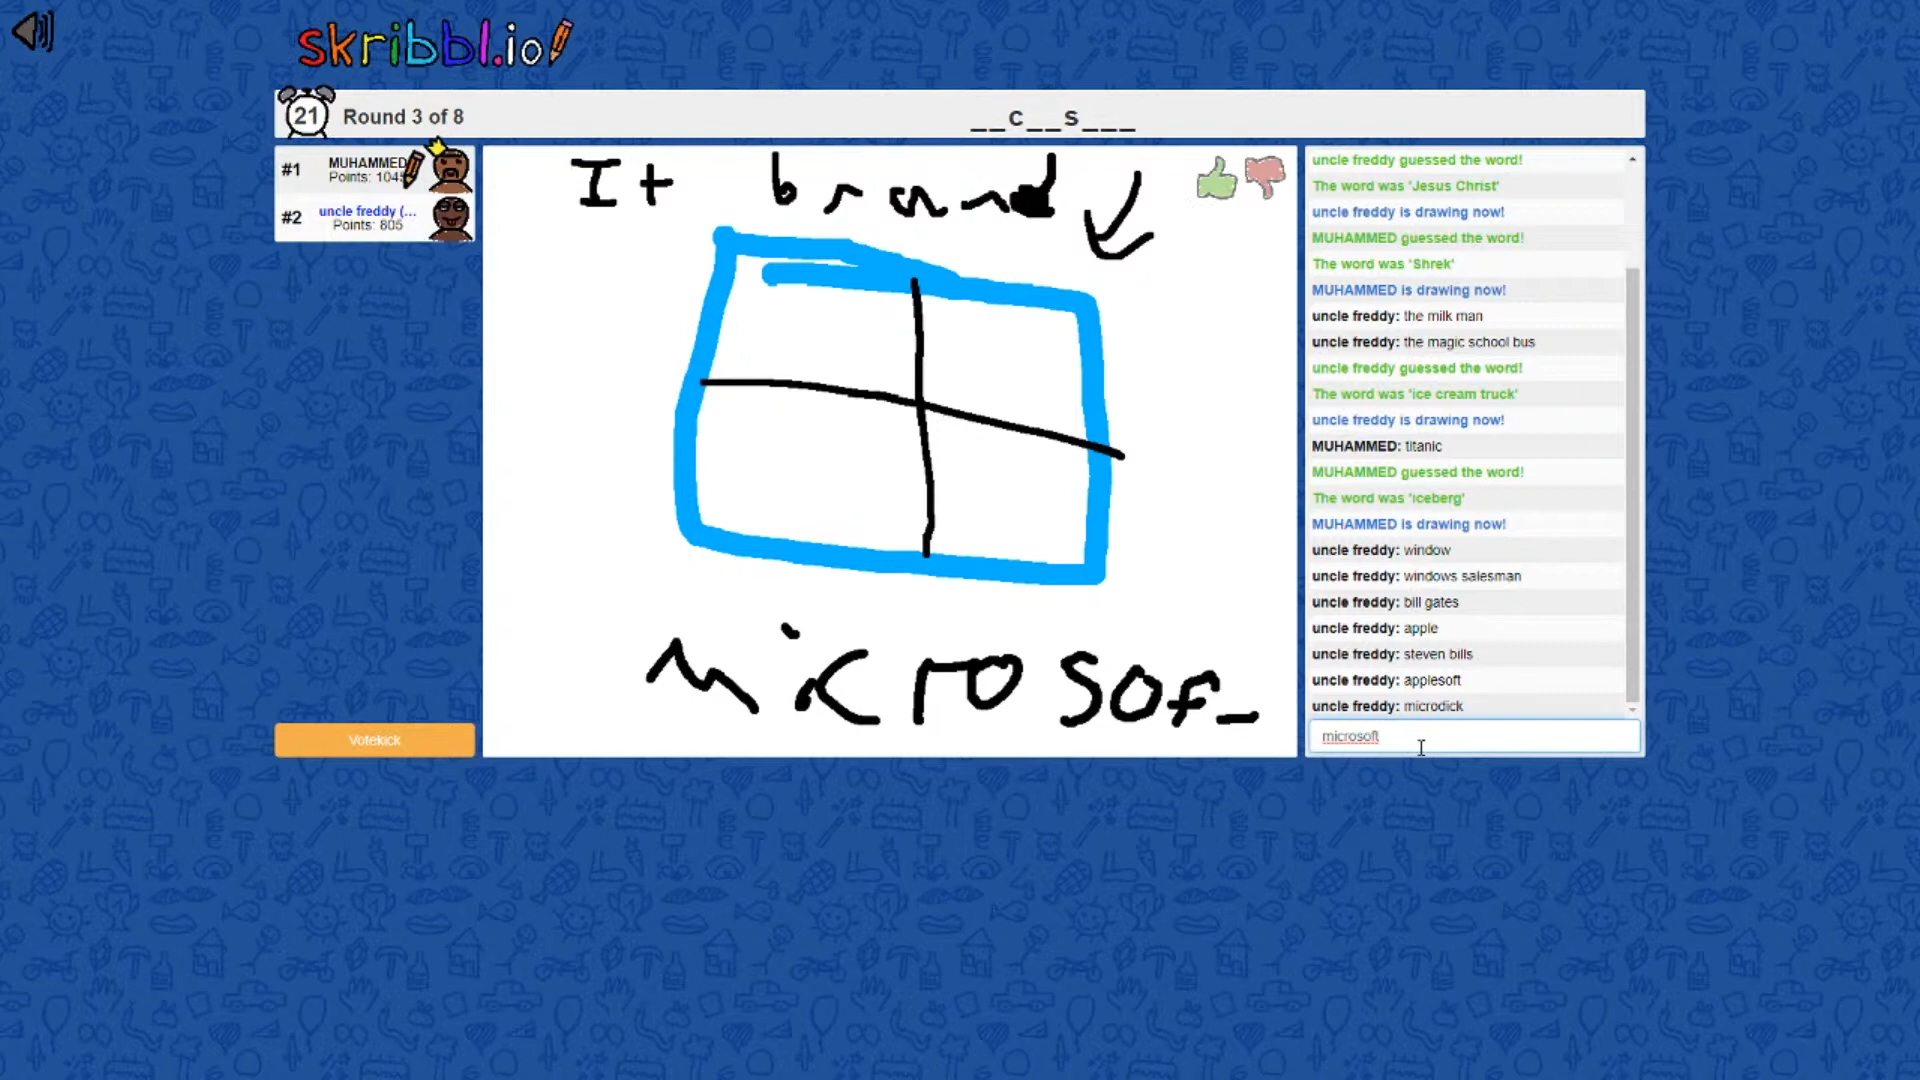 skribbl.io
21
Round 3 of 8
__c__s___
#1
MUHAMMED
Points: 1045
#2
uncle freddy (...
Points: 805
Votekick
It brand
microsof_
uncle freddy guessed the word!
The word was 'Jesus Christ'
uncle freddy is drawing now!
MUHAMMED guessed the word!
The word was 'Shrek'
MUHAMMED is drawing now!
uncle freddy: the milk man
uncle freddy: the magic school bus
uncle freddy guessed the word!
The word was 'ice cream truck'
uncle freddy is drawing now!
MUHAMMED: titanic
MUHAMMED guessed the word!
The word was 'iceberg'
MUHAMMED is drawing now!
uncle freddy: window
uncle freddy: windows salesman
uncle freddy: bill gates
uncle freddy: apple
uncle freddy: steven bills
uncle freddy: applesoft
uncle freddy: microdick
microsoft